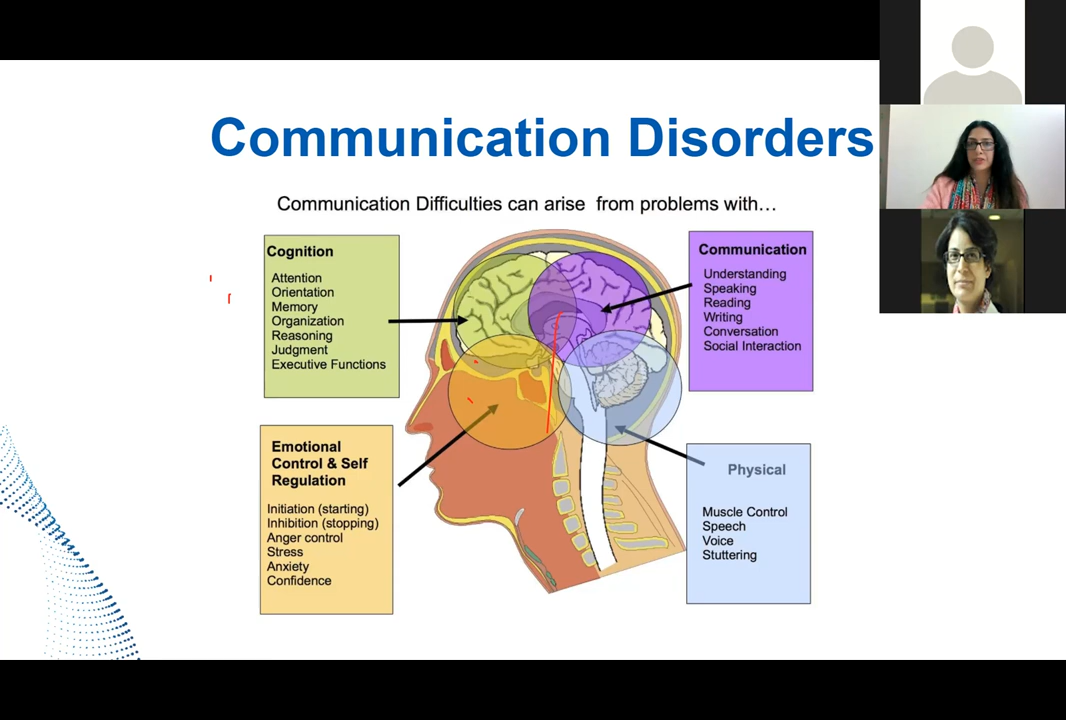 Communication Disorders
Communication Difficulties can arise from problems with…
Cognition
Attention
Orientation
Memory
Organization
Reasoning
Judgment
Executive Functions
Communication
Understanding
Speaking
Reading
Writing
Conversation
Social Interaction
Emotional
Control & Self
Regulation
Initiation (starting)
Inhibition (stopping)
Anger control
Stress
Anxiety
Confidence
Physical
Muscle Control
Speech
Voice
Stuttering